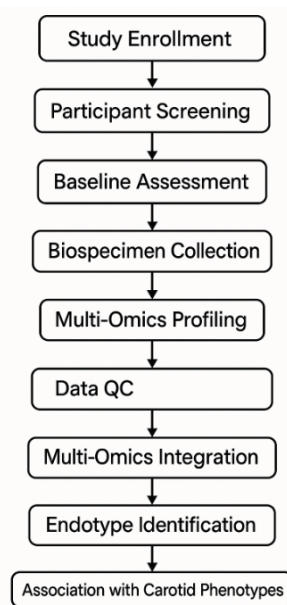 Study Enrollment
Participant Screening
Baseline Assessment
Biospecimen Collection
Multi-Omics Profiling
Data QC
Multi-Omics Integration
Endotype Identification
Association with Carotid Phenotypes